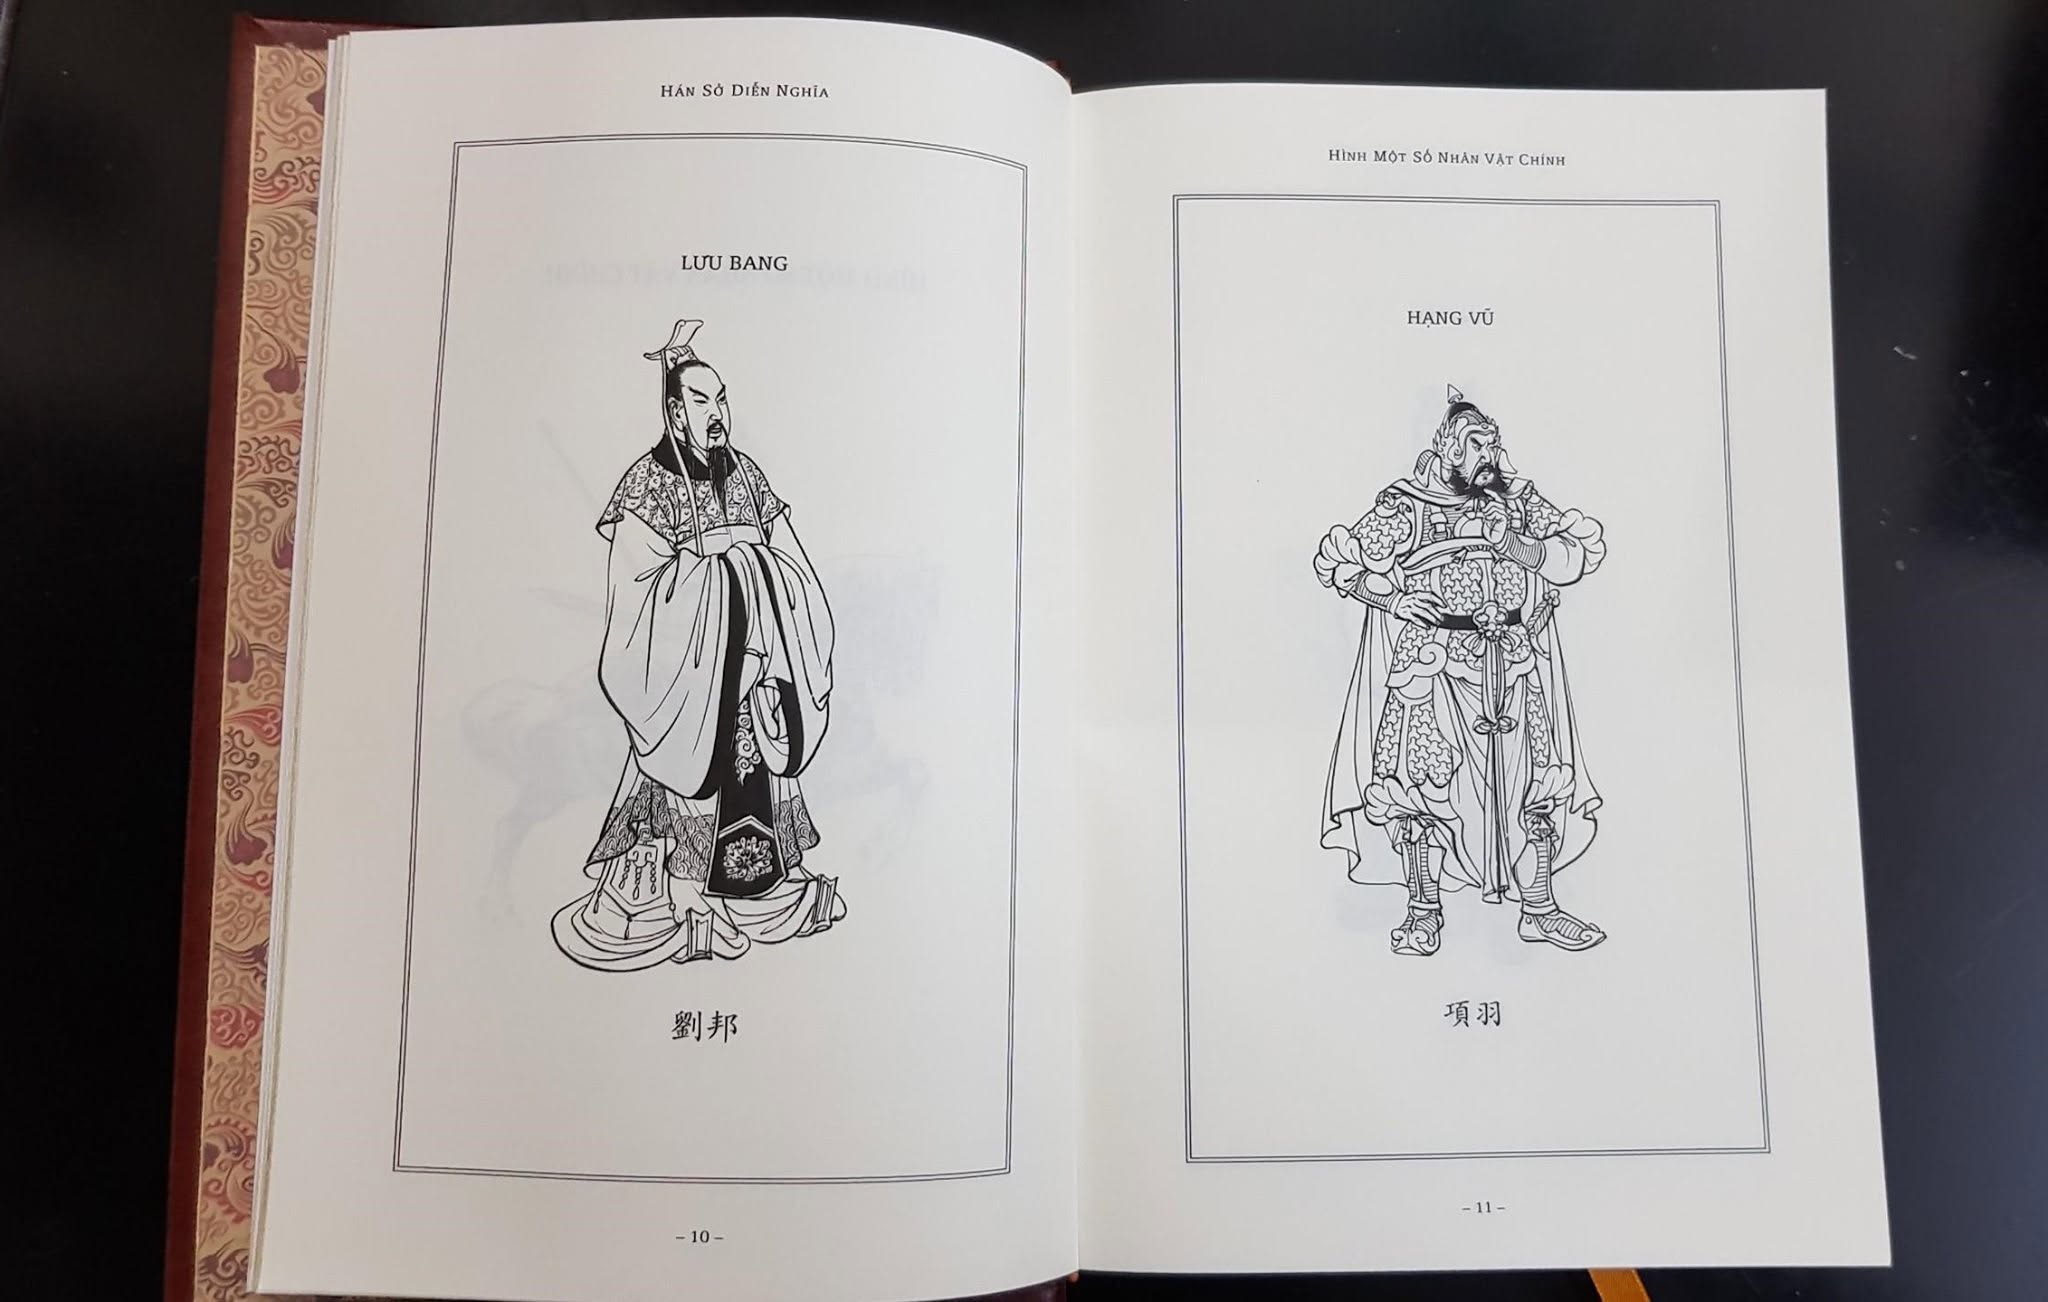 HÁN SỞ DIỄN NGHĨA
LƯU BANG
劉邦
– 10 –
HÌNH MỘT SỐ NHÂN VẬT CHÍNH
HẠNG VŨ
項羽
– 11 –